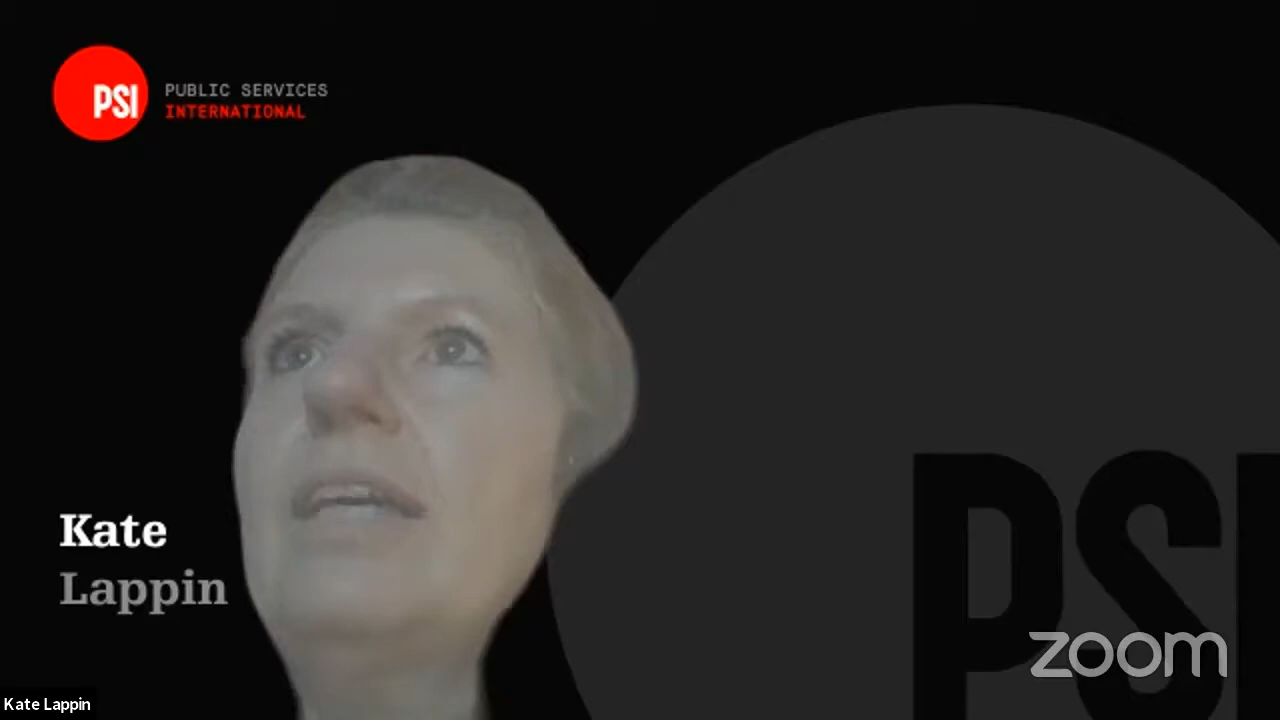 PSI
PUBLIC SERVICES
INTERNATIONAL
Kate
Lappin
PSI
zoom
Kate Lappin